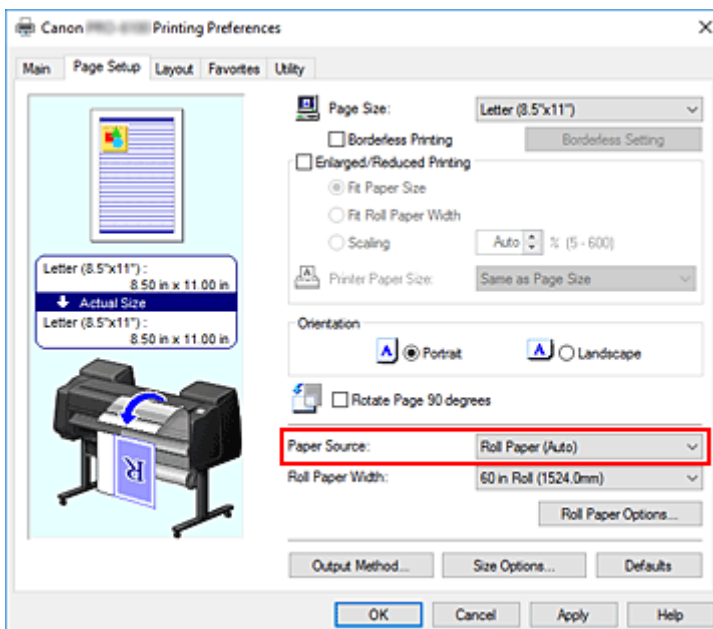 Canon Printing Preferences
Main Page Setup Layout Favorites Utility
Page Size: Letter (8.5"x11")
Borderless Printing Borderless Setting
Enlarged/Reduced Printing
Fit Paper Size
Fit Roll Paper Width
Scaling Auto % (5 - 600)
Printer Paper Size: Same as Page Size
Letter (8.5"x11") :
8.50 in x 11.00 in
Actual Size
Letter (8.5"x11") :
8.50 in x 11.00 in
Orientation
A Portrait A Landscape
Rotate Page 90 degrees
Paper Source: Roll Paper (Auto)
Roll Paper Width: 60 in Roll (1524.0mm)
Roll Paper Options...
R
Output Method... Size Options... Defaults
OK Cancel Apply Help